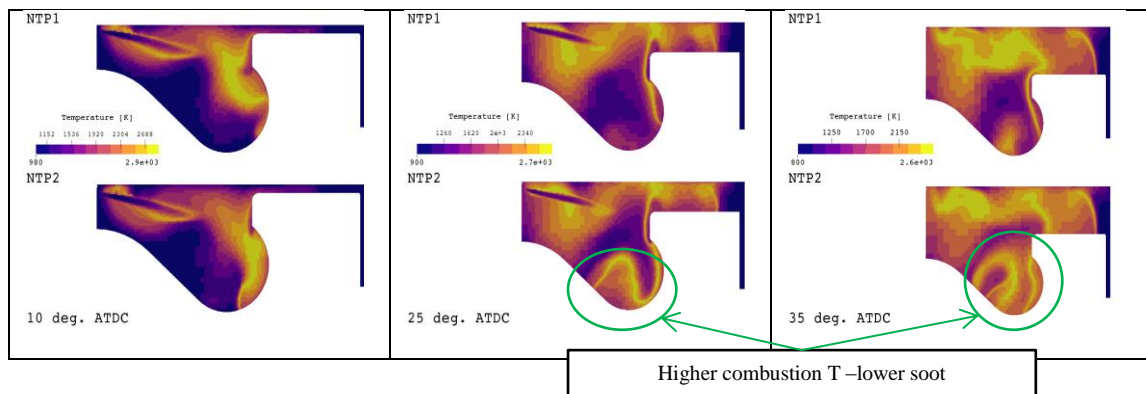 NTP1
Temperature [K]
1152 1536 1920 2304 2688
980 2.9e+03
NTP2
10 deg. ATDC
NTP1
Temperature [K]
1260 1620 2e+3 2340
900 2.7e+03
NTP2
25 deg. ATDC
NTP1
Temperature [K]
1250 1700 2150
800 2.6e+03
NTP2
35 deg. ATDC
Higher combustion T –lower soot